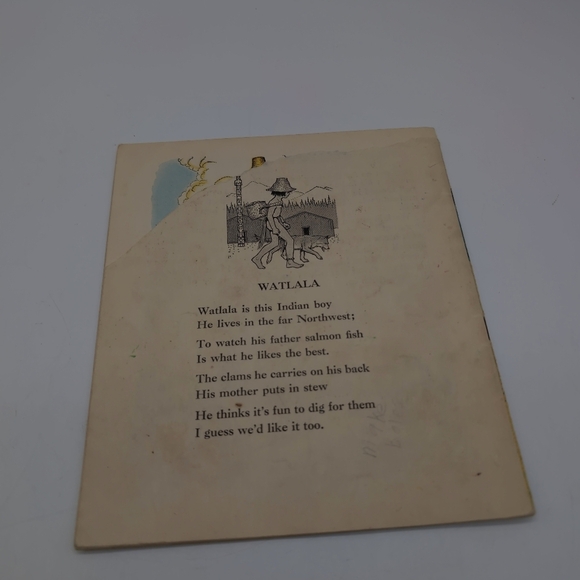 WATLALA
Watlala is this Indian boy
He lives in the far Northwest;
To watch his father salmon fish
Is what he likes the best.
The clams he carries on his back
His mother puts in stew
He thinks it's fun to dig for them
I guess we'd like it too.